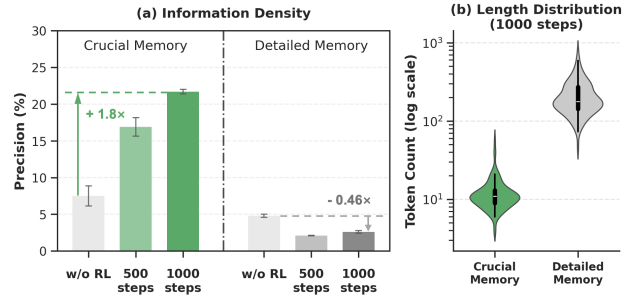 (a) Information Density
Crucial Memory
Detailed Memory
Precision (%)
30
25
20
15
10
5
0
+ 1.8×
- 0.46×
w/o RL
500
steps
1000
steps
w/o RL
500
steps
1000
steps
(b) Length Distribution
(1000 steps)
Token Count (log scale)
10³
10²
10¹
Crucial
Memory
Detailed
Memory